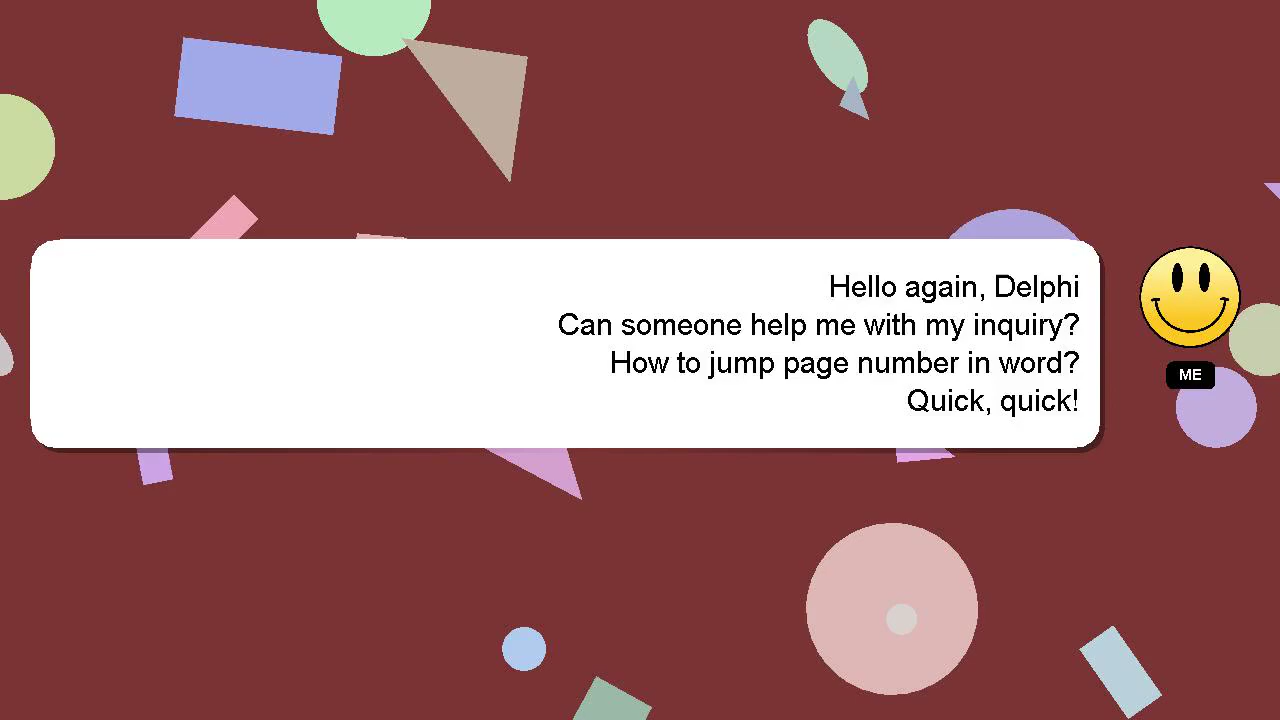 Hello again, Delphi
Can someone help me with my inquiry?
How to jump page number in word?
Quick, quick!
ME